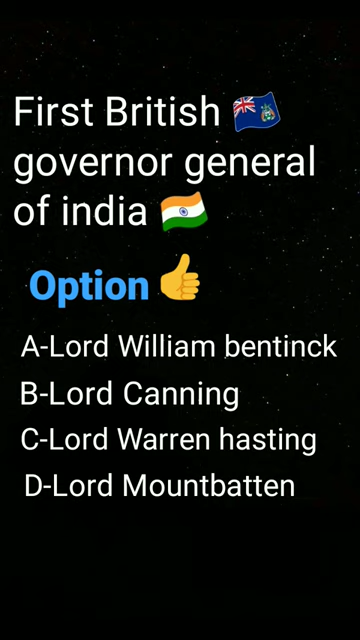 First British 🇦🇮
governor general
of india 🇮🇳
Option 👍
A-Lord William bentinck
B-Lord Canning
C-Lord Warren hasting
D-Lord Mountbatten